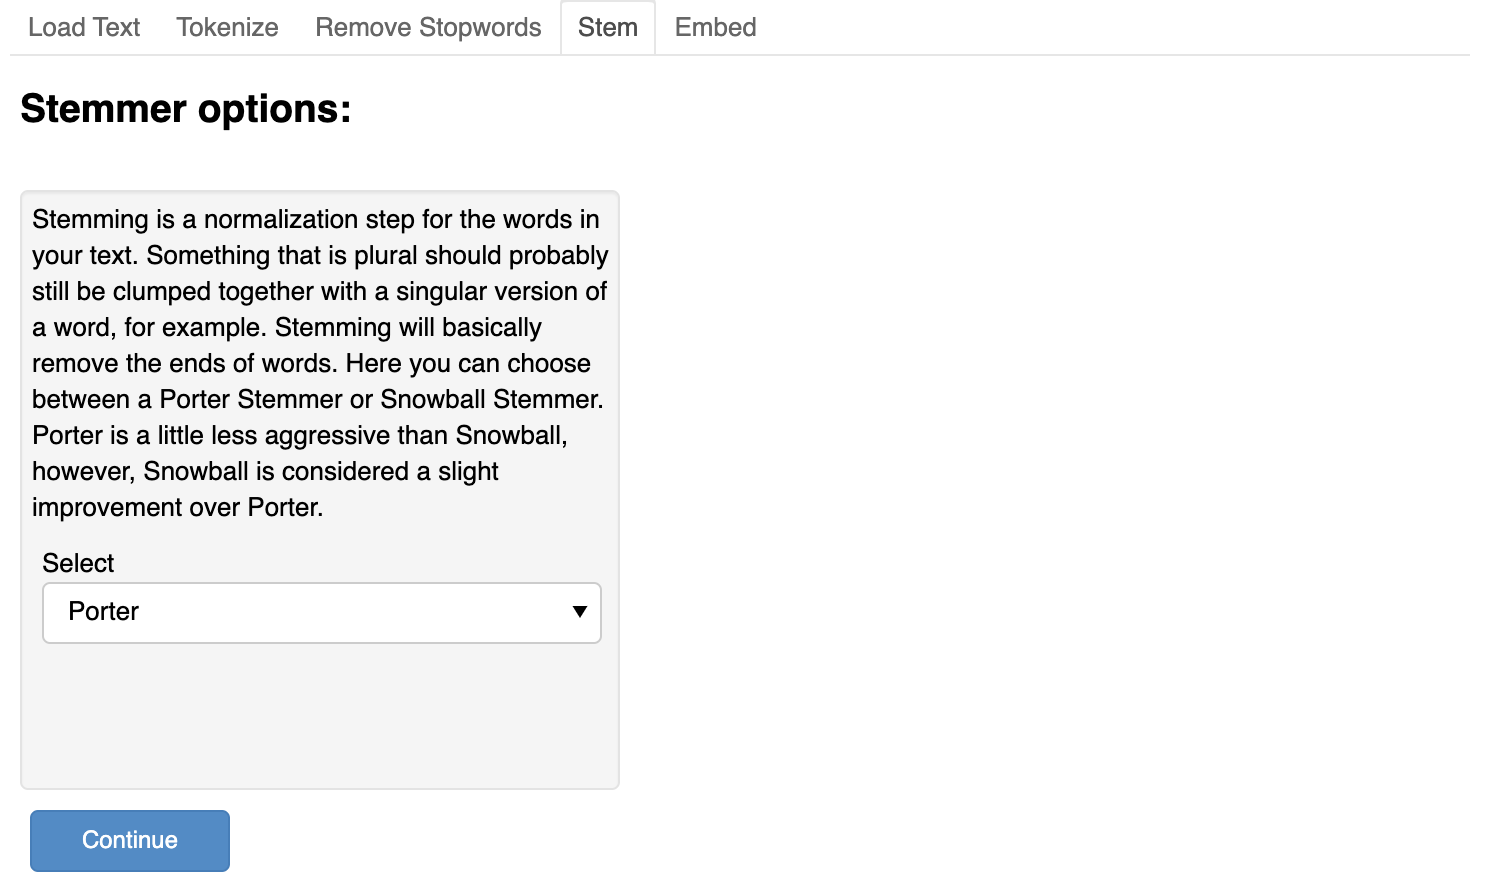 Load Text Tokenize Remove Stopwords Stem Embed
Stemmer options:
Stemming is a normalization step for the words in
your text. Something that is plural should probably
still be clumped together with a singular version of
a word, for example. Stemming will basically
remove the ends of words. Here you can choose
between a Porter Stemmer or Snowball Stemmer.
Porter is a little less aggressive than Snowball,
however, Snowball is considered a slight
improvement over Porter.
Select
Porter
Continue